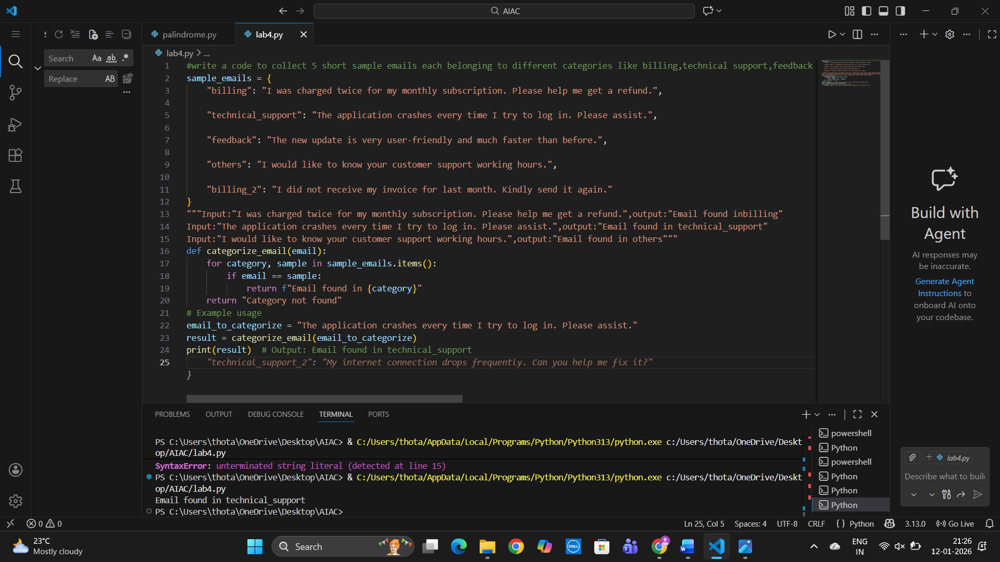 AIAC
palindrome.py
lab4.py
Search
Aa
ab
Replace
AB
lab4.py > ...
1 #write a code to collect 5 short sample emails each belonging to different categories like billing,technical support,feedback
2 sample_emails = {
3 "billing": "I was charged twice for my monthly subscription. Please help me get a refund.",
4
5 "technical_support": "The application crashes every time I try to log in. Please assist.",
6
7 "feedback": "The new update is very user-friendly and much faster than before.",
8
9 "others": "I would like to know your customer support working hours.",
10
11 "billing_2": "I did not receive my invoice for last month. Kindly send it again."
12 }
13 """Input:"I was charged twice for my monthly subscription. Please help me get a refund.",output:"Email found inbilling"
14 Input:"The application crashes every time I try to log in. Please assist.",output:"Email found in technical_support"
15 Input:"I would like to know your customer support working hours.",output:"Email found in others"""
16 def categorize_email(email):
17 for category, sample in sample_emails.items():
18 if email == sample:
19 return f"Email found in {category}"
20 return "Category not found"
21 # Example usage
22 email_to_categorize = "The application crashes every time I try to log in. Please assist."
23 result = categorize_email(email_to_categorize)
24 print(result)  # Output: Email found in technical_support
25 "technical_support_2": "My internet connection drops frequently. Can you help me fix it?"
}
Build with
Agent
AI responses may
be inaccurate.
Generate Agent
Instructions to
onboard AI onto
your codebase.
lab4.py
Describe what to buil
PROBLEMS
OUTPUT
DEBUG CONSOLE
TERMINAL
PORTS
PS C:\Users\thota\OneDrive\Desktop\AIAC> & C:/Users/thota/AppData/Local/Programs/Python/Python313/python.exe c:/Users/thota/OneDrive/Deskt
op/AIAC/lab4.py
SyntaxError: unterminated string literal (detected at line 15)
PS C:\Users\thota\OneDrive\Desktop\AIAC> & C:/Users/thota/AppData/Local/Programs/Python/Python313/python.exe c:/Users/thota/OneDrive/Deskt
op/AIAC/lab4.py
Email found in technical_support
PS C:\Users\thota\OneDrive\Desktop\AIAC>
powershell
Python
powershell
Python
Python
Python
0 0
Ln 25, Col 5
Spaces: 4
UTF-8
CRLF
{ } Python
3.13.0
Go Live
23°C
Mostly cloudy
Search
DELL
ENG
IN
21:26
12-01-2026